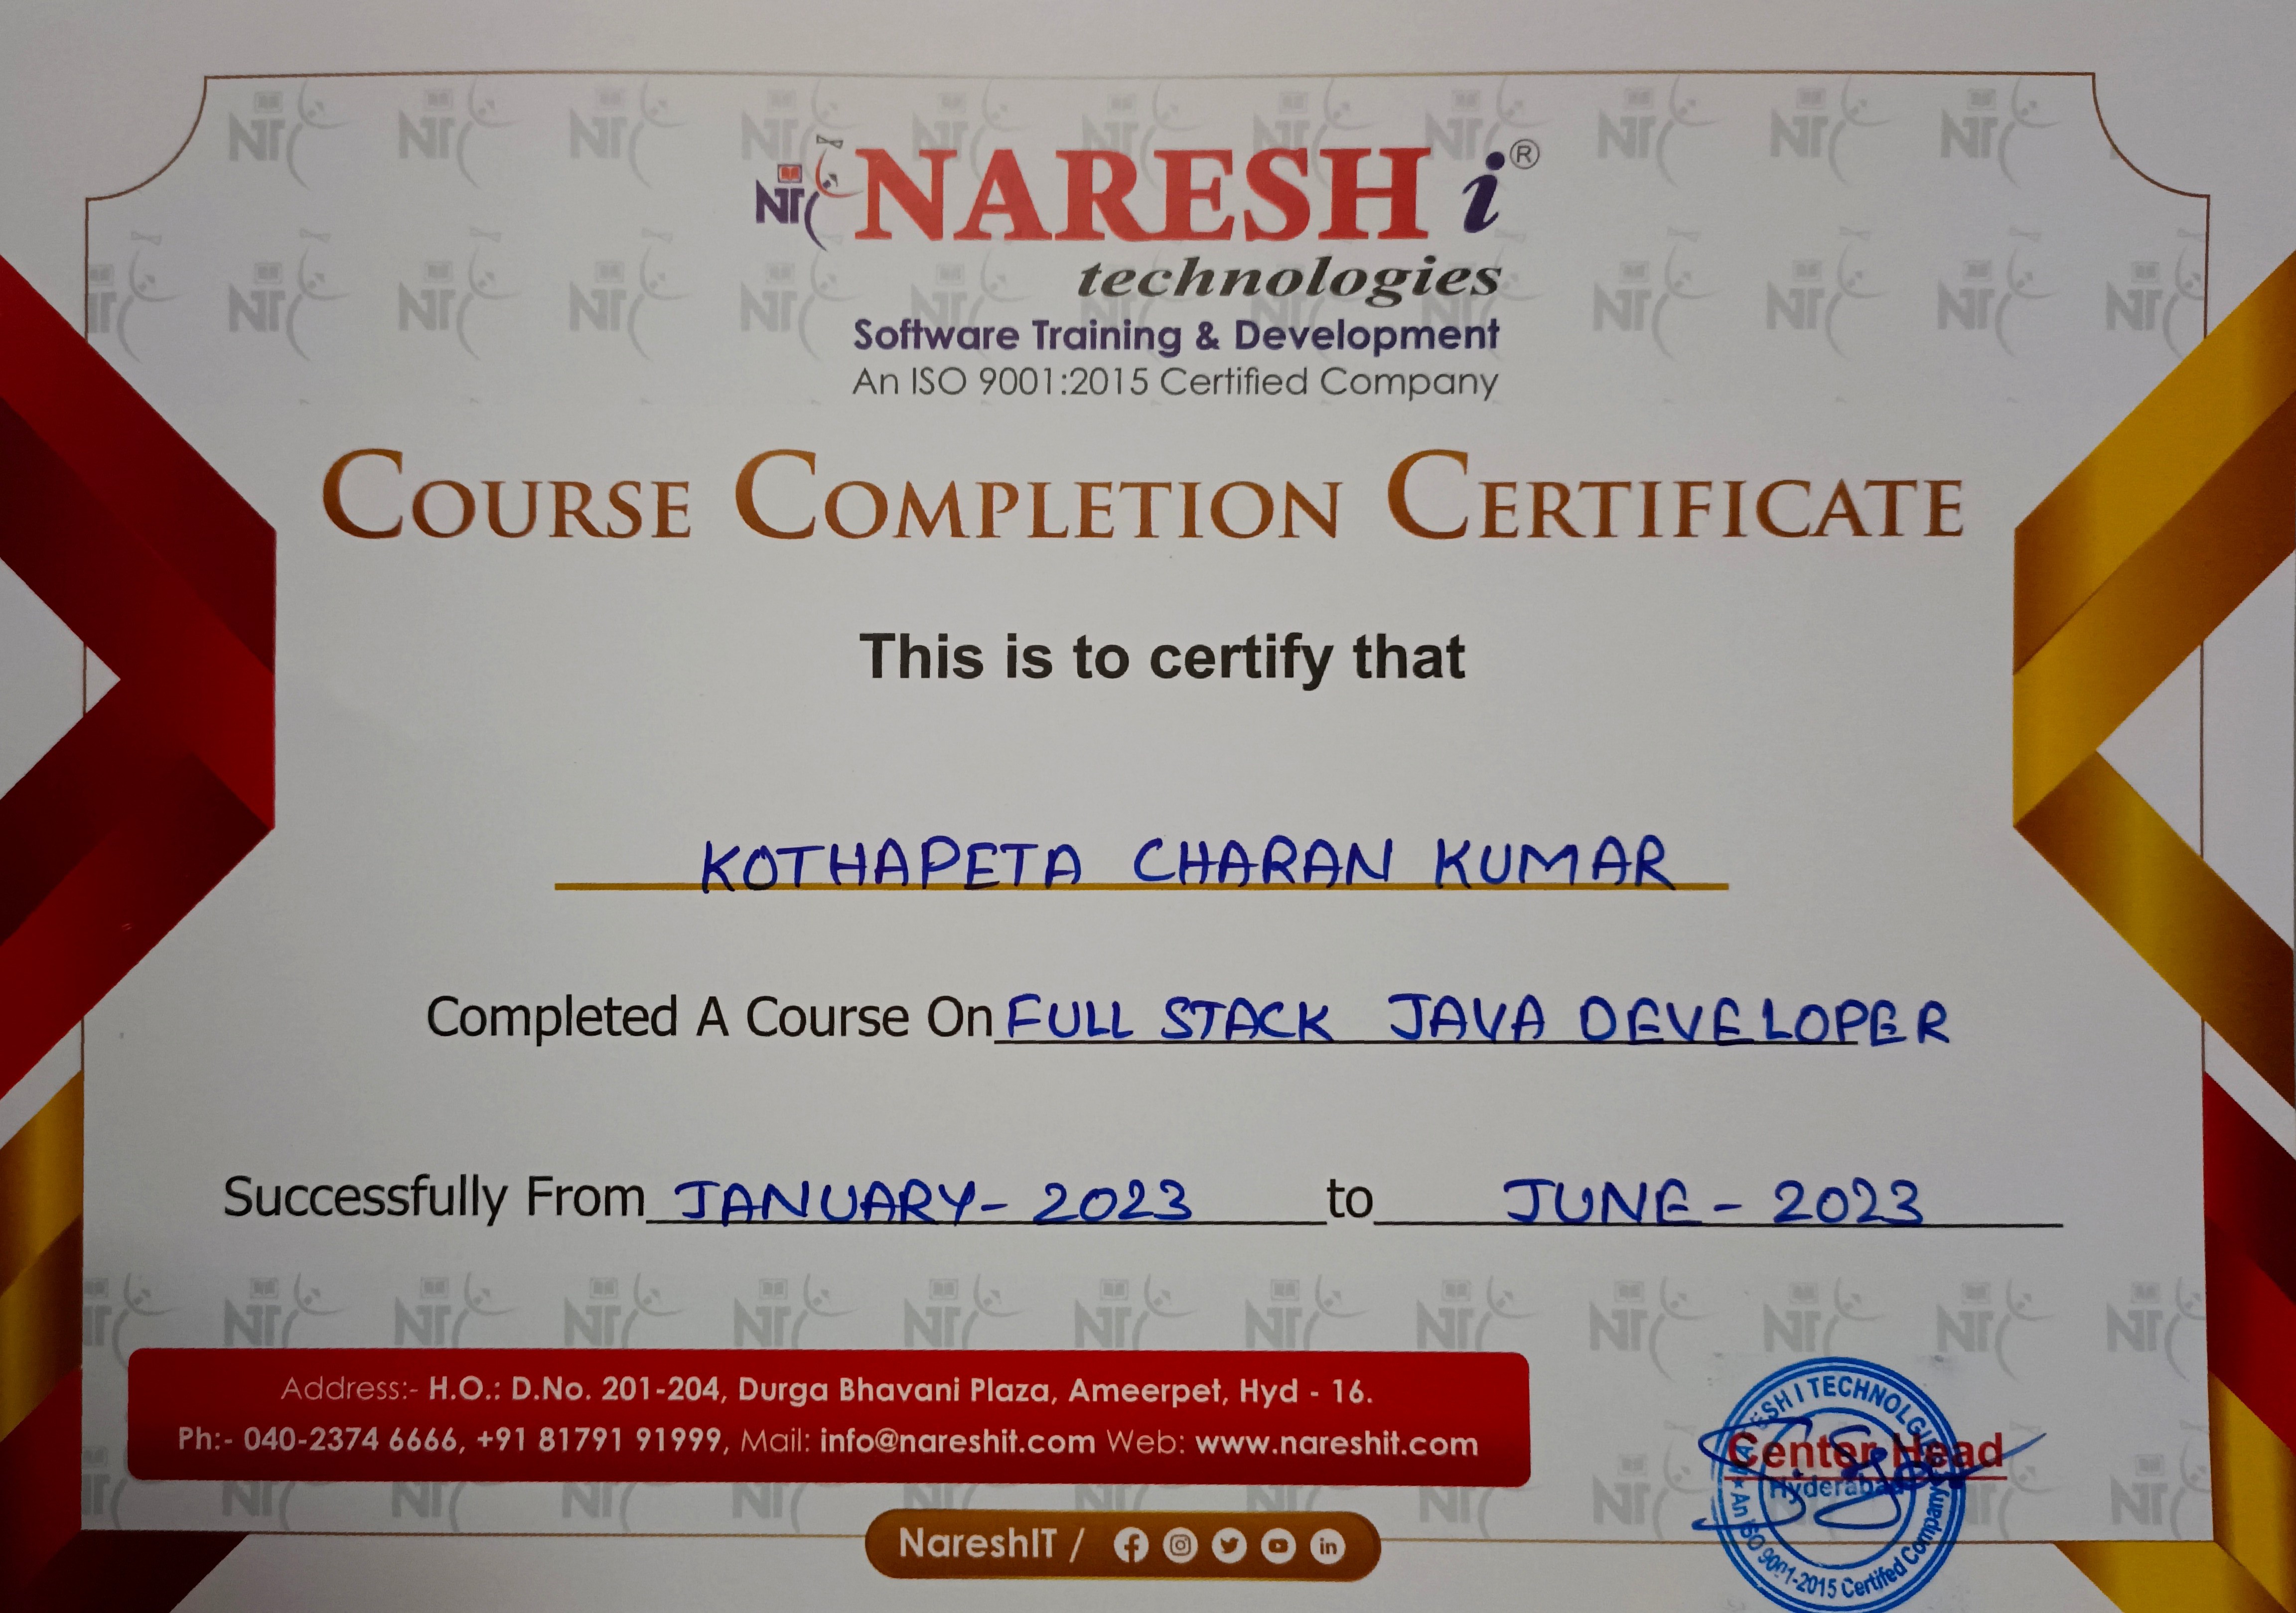 NARESH i®
technologies
Software Training & Development
An ISO 9001:2015 Certified Company
COURSE COMPLETION CERTIFICATE
This is to certify that
KOTHAPETA CHARAN KUMAR
Completed A Course On FULL STACK JAVA DEVELOPER
Successfully From JANUARY- 2023 to JUNE - 2023
Address:- H.O.: D.No. 201-204, Durga Bhavani Plaza, Ameerpet, Hyd - 16.
Ph:- 040-2374 6666, +91 81791 91999, Mail: info@nareshit.com Web: www.nareshit.com
Center Head
Hyderabad
An ISO 9001-2015 Certified Company
NareshIT /